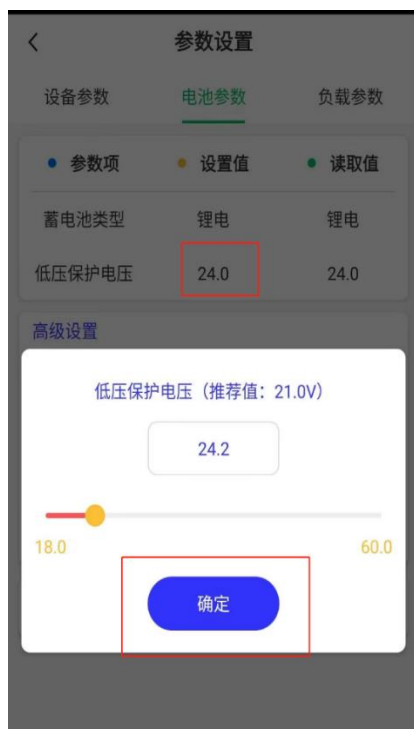 参数设置
设备参数 电池参数 负载参数
参数项 设置值 读取值
蓄电池类型 锂电 锂电
低压保护电压 24.0 24.0
高级设置
低压保护电压（推荐值：21.0V）
24.2
18.0 60.0
确定